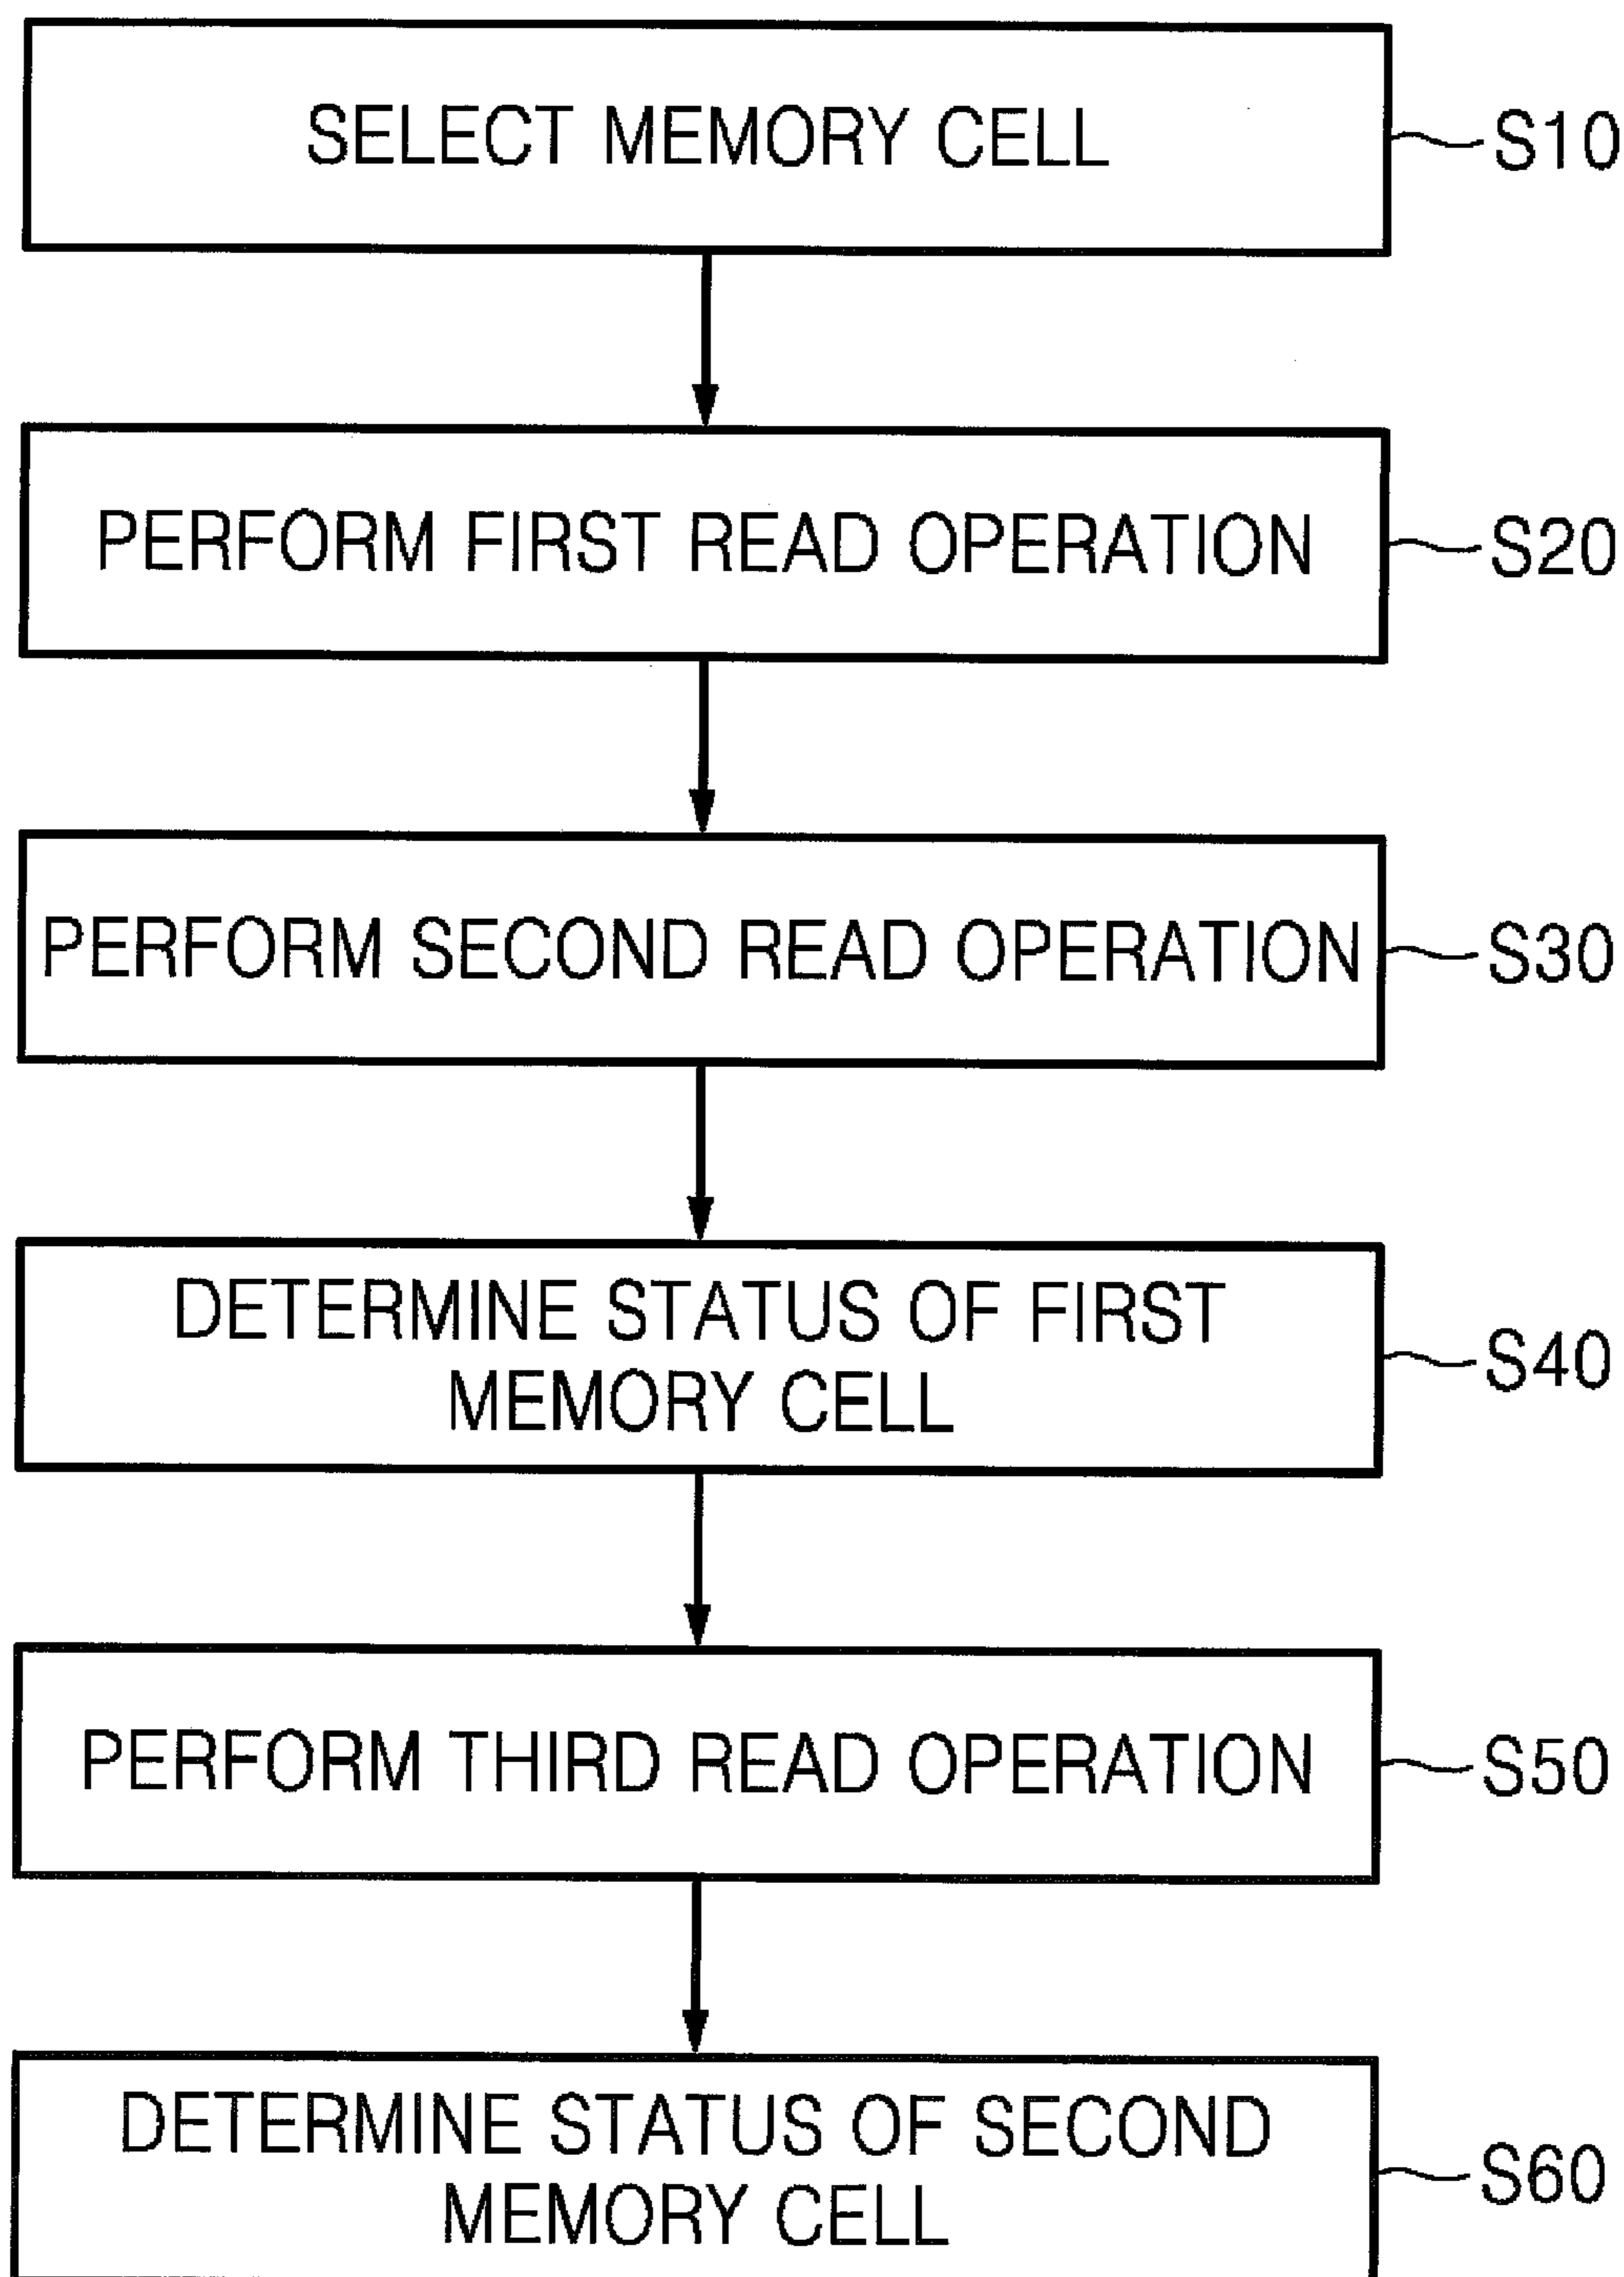 SELECT MEMORY CELL
S10
PERFORM FIRST READ OPERATION
S20
PERFORM SECOND READ OPERATION
S30
DETERMINE STATUS OF FIRST
MEMORY CELL
S40
PERFORM THIRD READ OPERATION
S50
DETERMINE STATUS OF SECOND
MEMORY CELL
S60